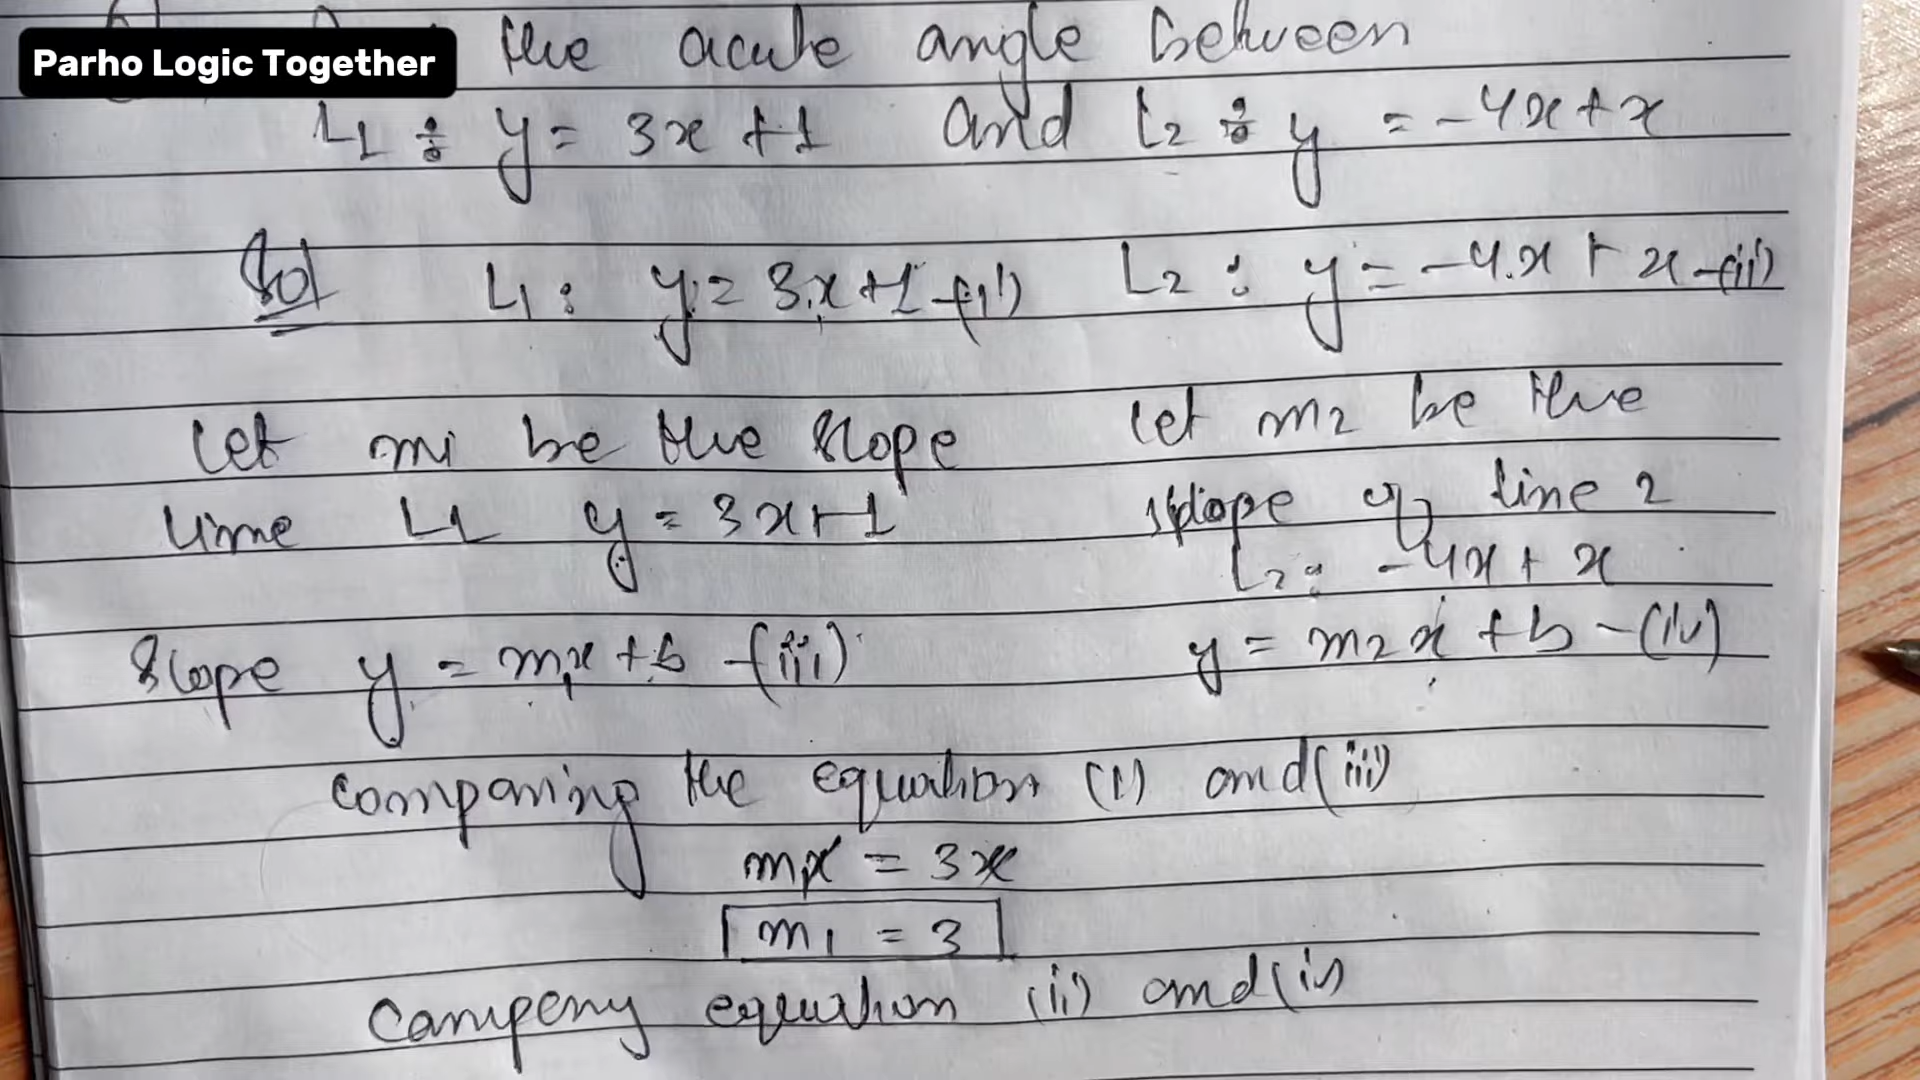 Parho Logic Together
the acute angle between
L1 ÷ y = 3x + 1 and L2 ÷ y = -4x + x
Sol L1 : y = 3x + 1 -(i) L2 : y = -4x + x -(ii)
let m1 be the slope
line L1 y = 3x + 1
slope y = m1x + b -(iii)
let m2 be the
slope of line 2
L2 : -4x + x
y = m2x + b -(iv)
comparing the equation (i) and (iii)
m1x = 3x
m1 = 3
Campeny equation (ii) and (iv)